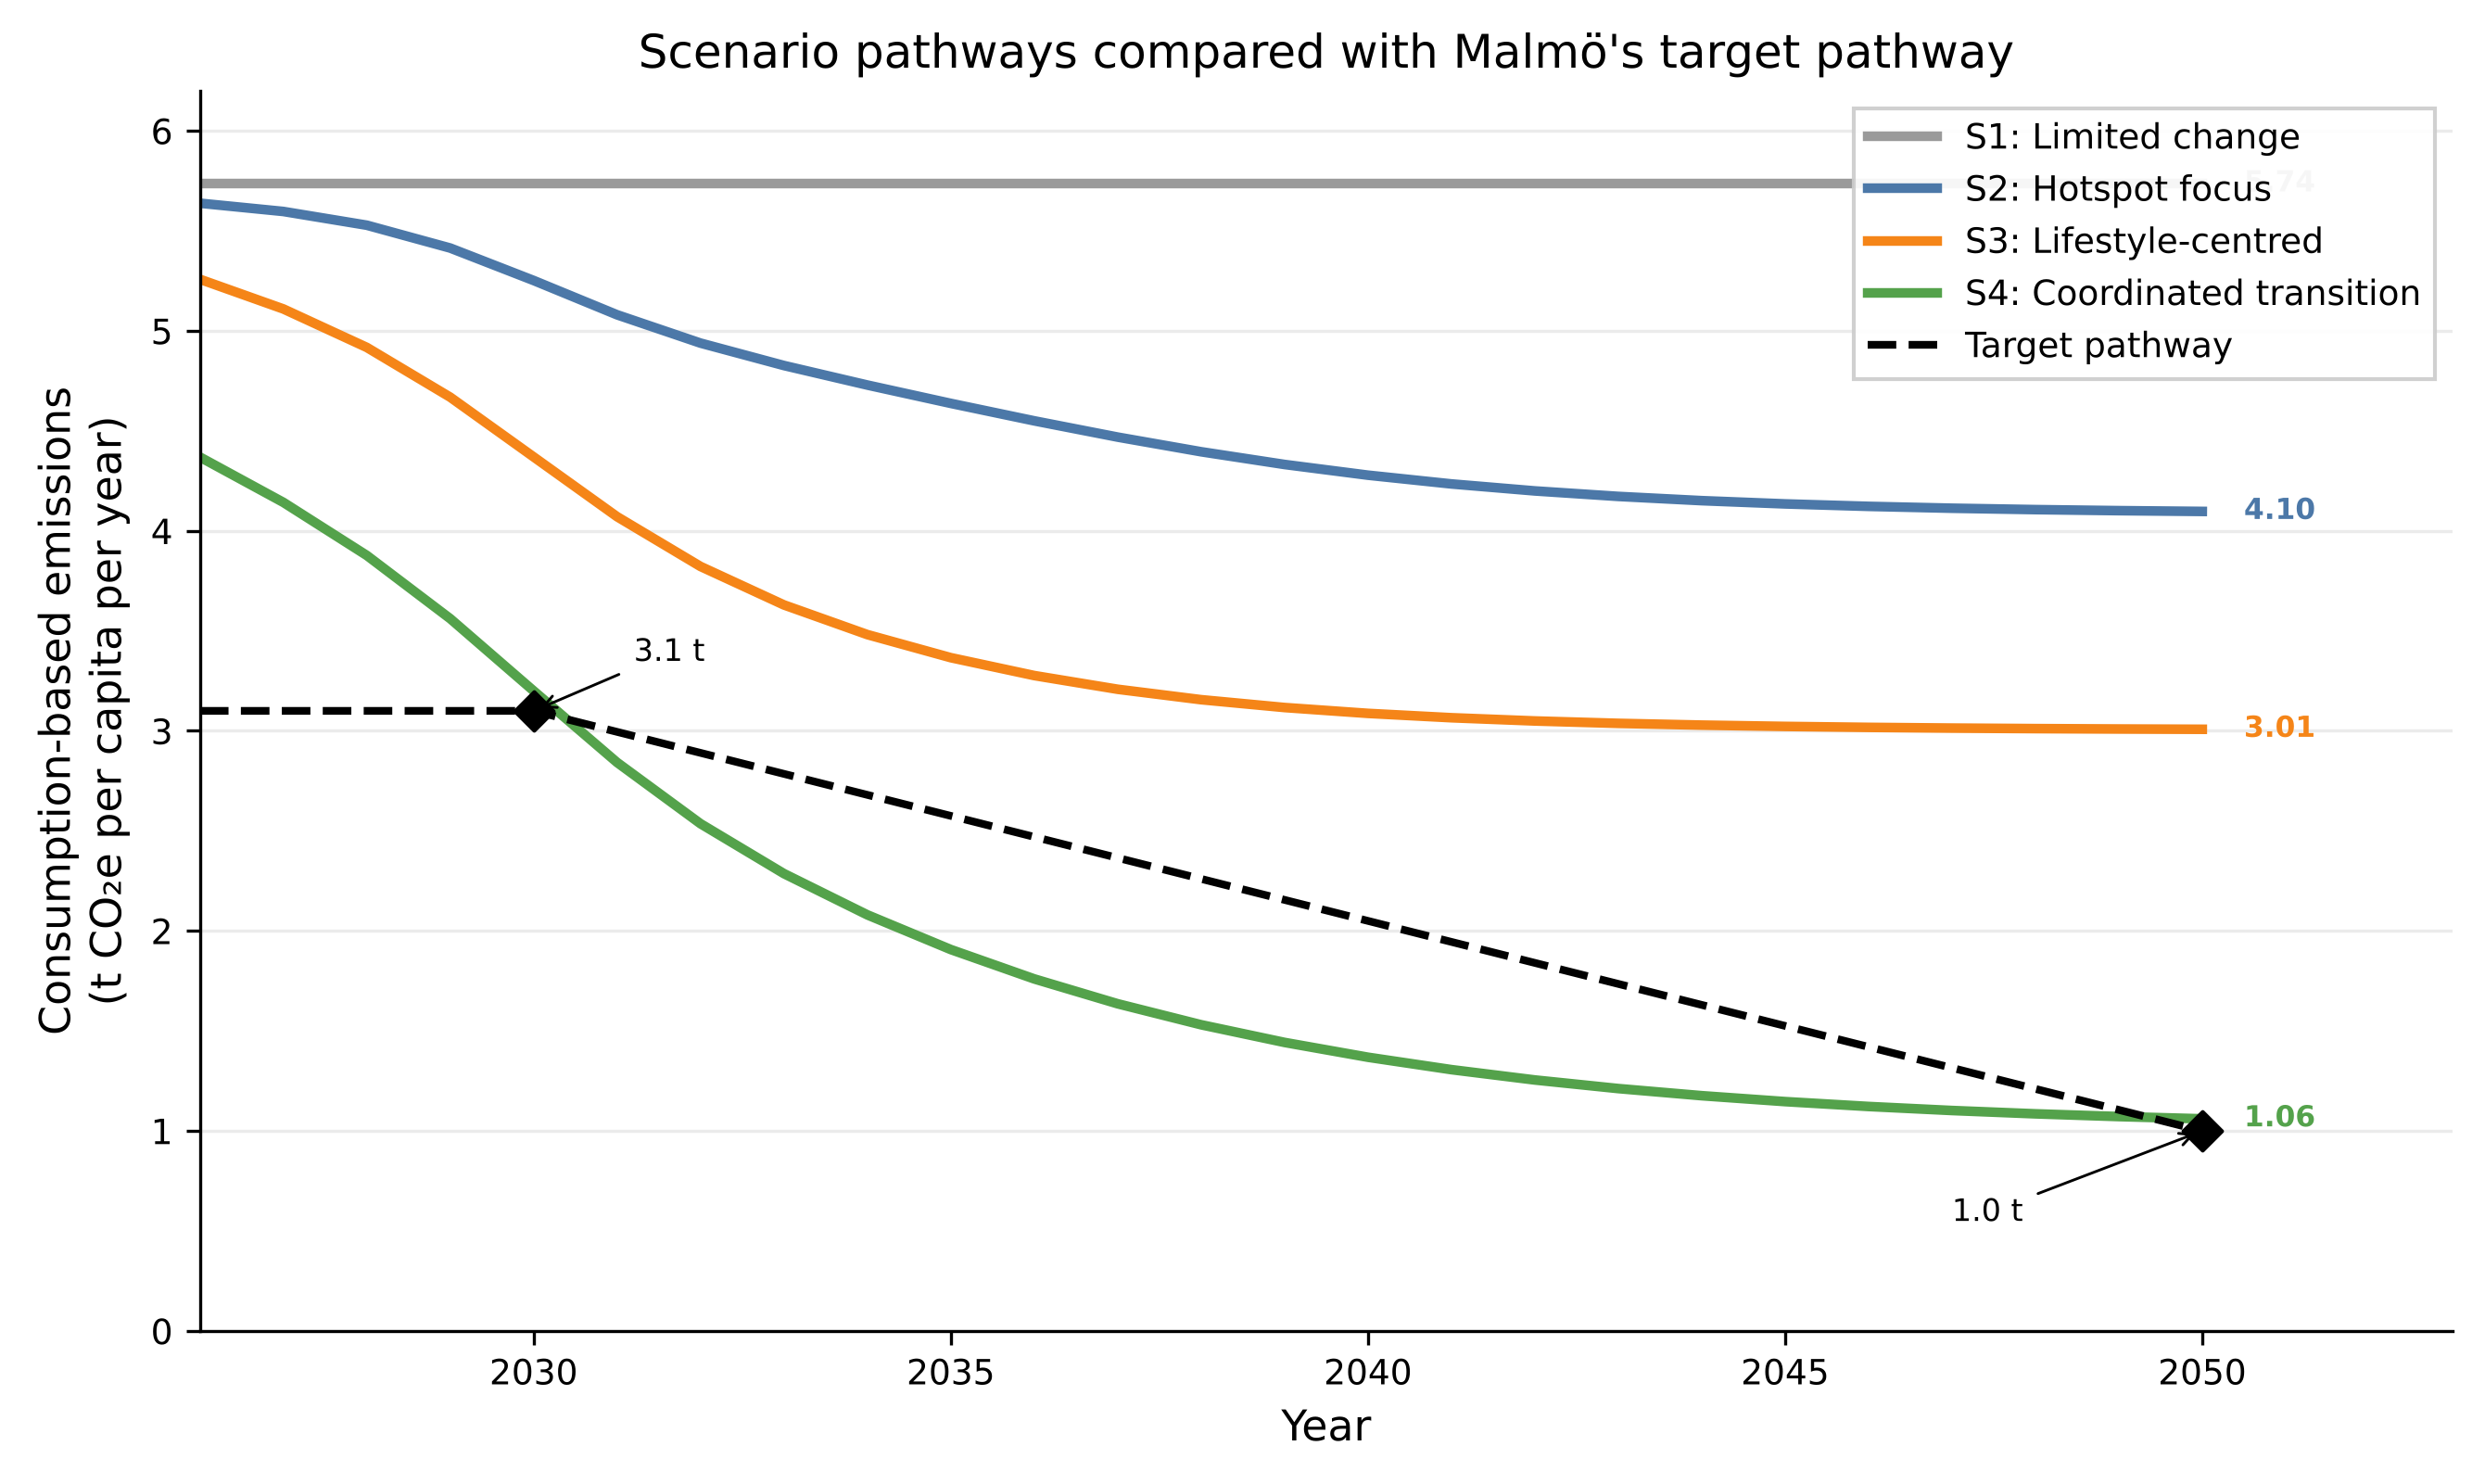 Scenario pathways compared with Malmö's target pathway
Consumption-based emissions
(t CO₂e per capita per year)
6
5
4
3
2
1
0
S1: Limited change
S2: Hotspot focus
S3: Lifestyle-centred
S4: Coordinated transition
Target pathway
5.74
4.10
3.1 t
3.01
1.06
1.0 t
2030
2035
2040
2045
2050
Year